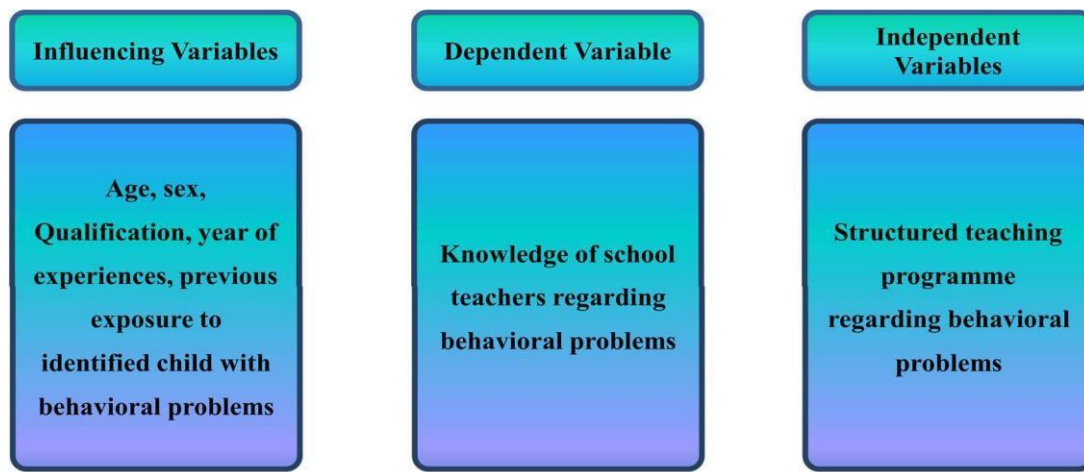 Influencing Variables
Dependent Variable
Independent
Variables
Age, sex,
Qualification, year of
experiences, previous
exposure to
identified child with
behavioral problems
Knowledge of school
teachers regarding
behavioral problems
Structured teaching
programme
regarding behavioral
problems